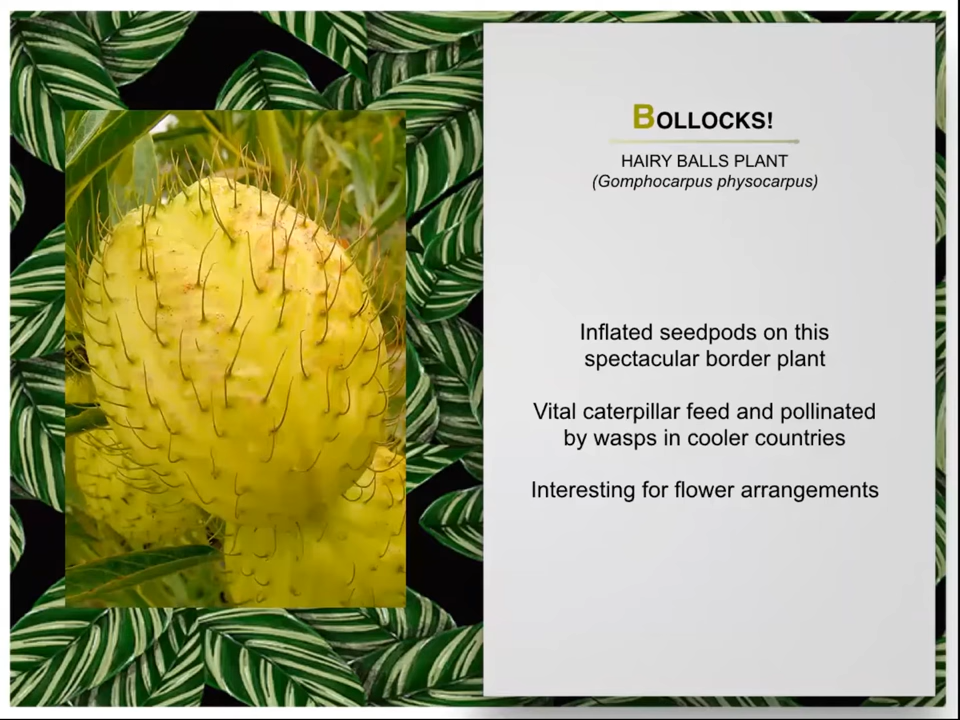 BOLLOCKS!
HAIRY BALLS PLANT
(Gomphocarpus physocarpus)
Inflated seedpods on this
spectacular border plant
Vital caterpillar feed and pollinated
by wasps in cooler countries
Interesting for flower arrangements